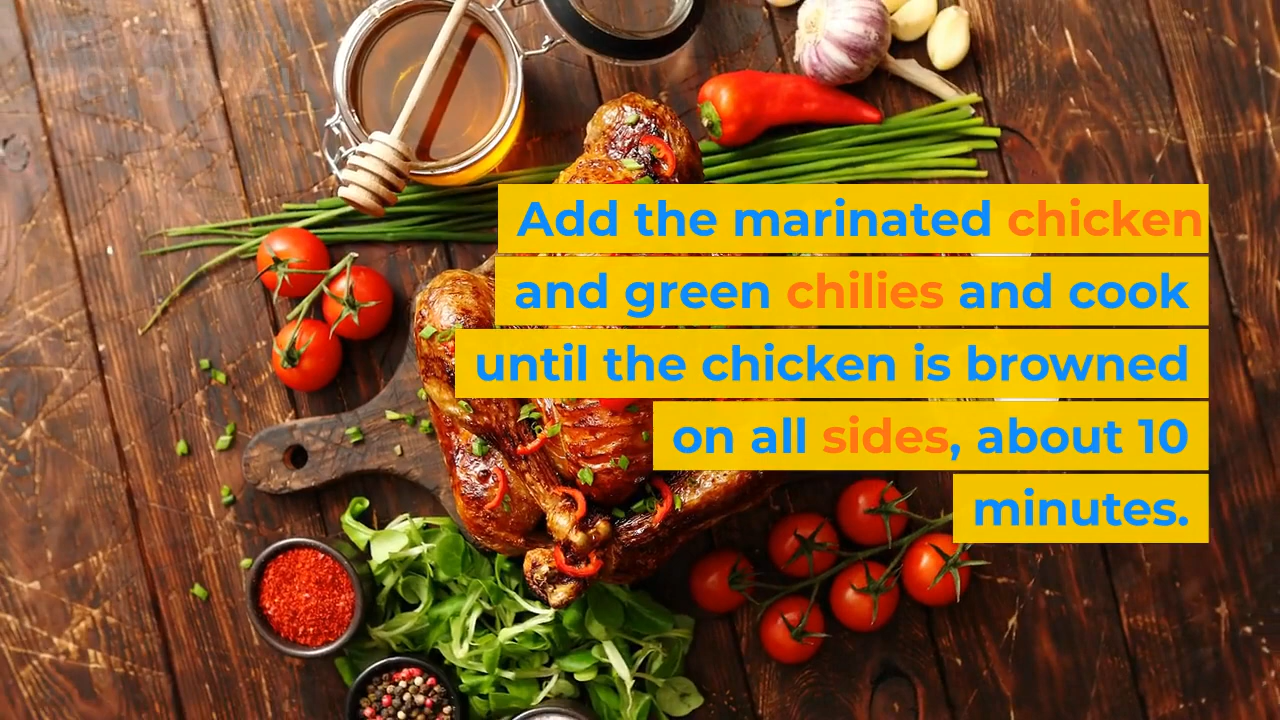 Add the marinated chicken
and green chilies and cook
until the chicken is browned
on all sides, about 10
minutes.